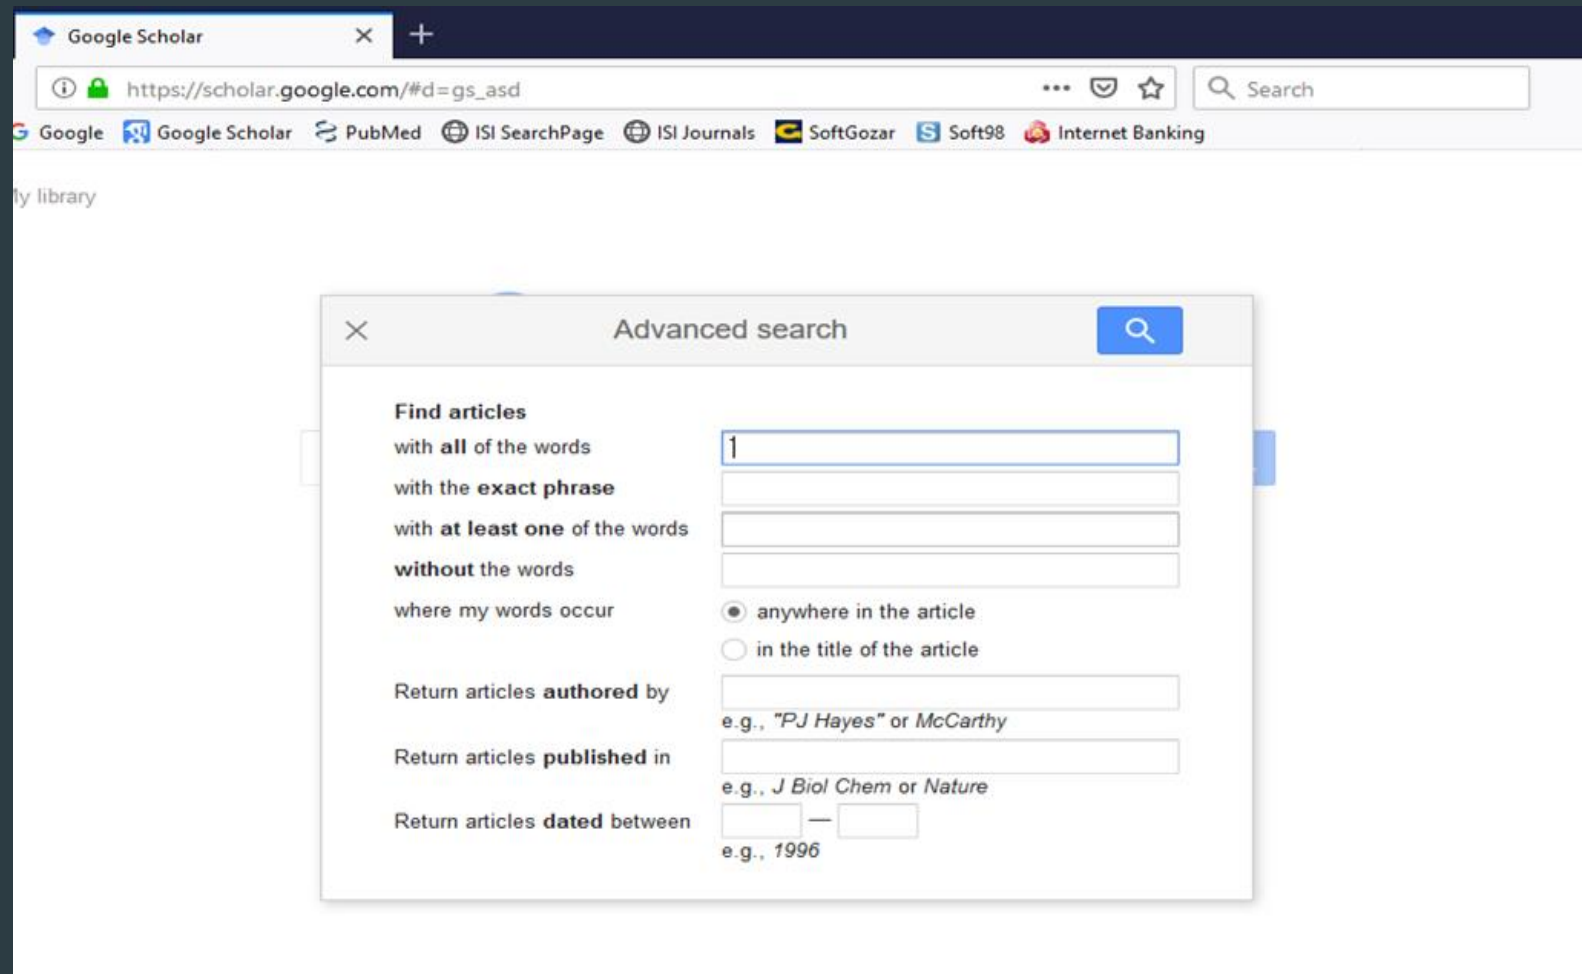 Google Scholar
https://scholar.google.com/#d=gs_asd ••• Search
Google Google Scholar PubMed ISI SearchPage ISI Journals SoftGozar Soft98 Internet Banking
My library
Advanced search
Find articles
with all of the words 1
with the exact phrase
with at least one of the words
without the words
where my words occur anywhere in the article
in the title of the article
Return articles authored by
e.g., "PJ Hayes" or McCarthy
Return articles published in
e.g., J Biol Chem or Nature
Return articles dated between —
e.g., 1996